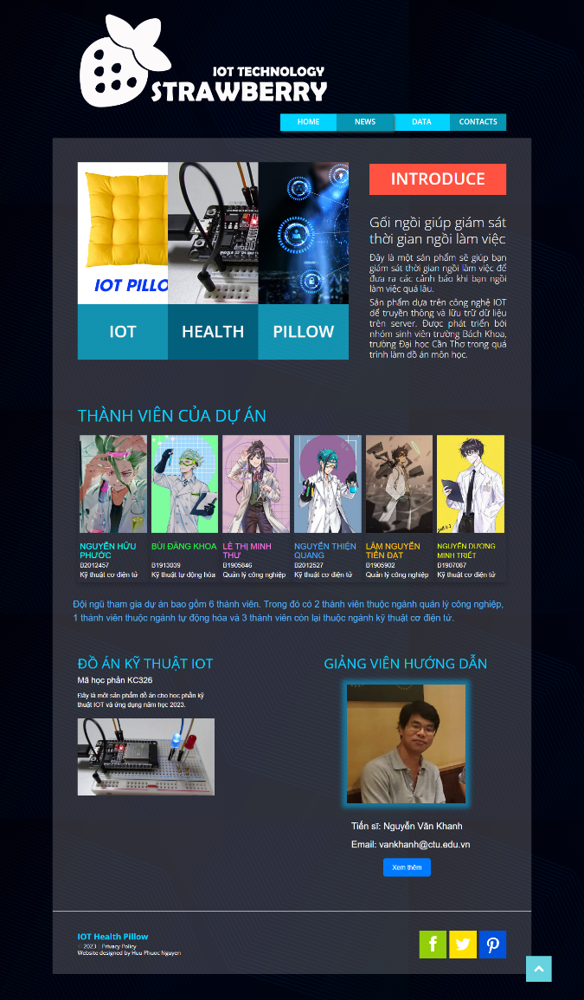 IOT TECHNOLOGY
STRAWBERRY
HOME
NEWS
DATA
CONTACTS
IOT PILLO
IOT
HEALTH
PILLOW
INTRODUCE
Gối ngồi giúp giám sát
thời gian ngồi làm việc
Đây là một sản phẩm sẽ giúp bạn
giám sát thời gian ngồi làm việc để
đưa ra các cảnh báo khi bạn ngồi
làm việc quá lâu.
Sản phẩm dựa trên công nghệ IOT
để truyền thông và lữu trữ dữ liệu
trên server. Được phát triển bởi
nhóm sinh viên trường Bách Khoa,
trường Đại học Cần Thơ trong quá
trình làm đồ án môn học.
THÀNH VIÊN CỦA DỰ ÁN
NGUYỄN HỮU
PHƯỚC
B2012457
Kỹ thuật cơ điện tử
BÙI ĐĂNG KHOA
B1913039
Kỹ thuật tự động hóa
LÊ THỊ MINH
THƯ
B1905846
Quản lý công nghiệp
NGUYỄN THIỆN
QUANG
B2012527
Kỹ thuật cơ điện tử
LÂM NGUYỄN
TIẾN ĐẠT
B1905902
Quản lý công nghiệp
NGUYỄN DƯƠNG
MINH TRIẾT
B1907087
Kỹ thuật cơ điện tử
Đội ngũ tham gia dự án bao gồm 6 thành viên. Trong đó có 2 thành viên thuộc ngành quản lý công nghiệp,
1 thành viên thuộc ngành tự động hóa và 3 thành viên còn lại thuộc ngành kỹ thuật cơ điện tử.
ĐỒ ÁN KỸ THUẬT IOT
Mã học phần KC326
Đây là một sản phẩm đồ án cho học phần kỹ
thuật IOT và ứng dụng năm học 2023.
GIẢNG VIÊN HƯỚNG DẪN
Tiến sĩ: Nguyễn Văn Khanh
Email: vankhanh@ctu.edu.vn
Xem thêm
IOT Health Pillow
© 2023 | Privacy Policy
Website designed by Huu Phuoc Nguyen